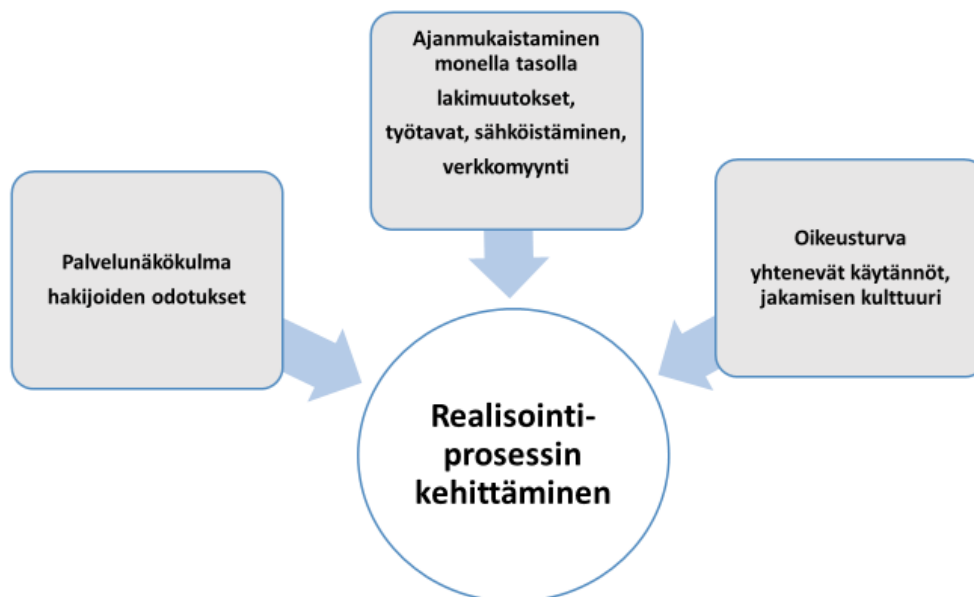 Ajanmukaistaminen
monella tasolla
lakimuutokset,
työtavat, sähköistäminen,
verkkomyynti
Palvelunäkökulma
hakijoiden odotukset
Oikeusturva
yhtenevät käytännöt,
jakamisen kulttuuri
Realisointi-
prosessin
kehittäminen